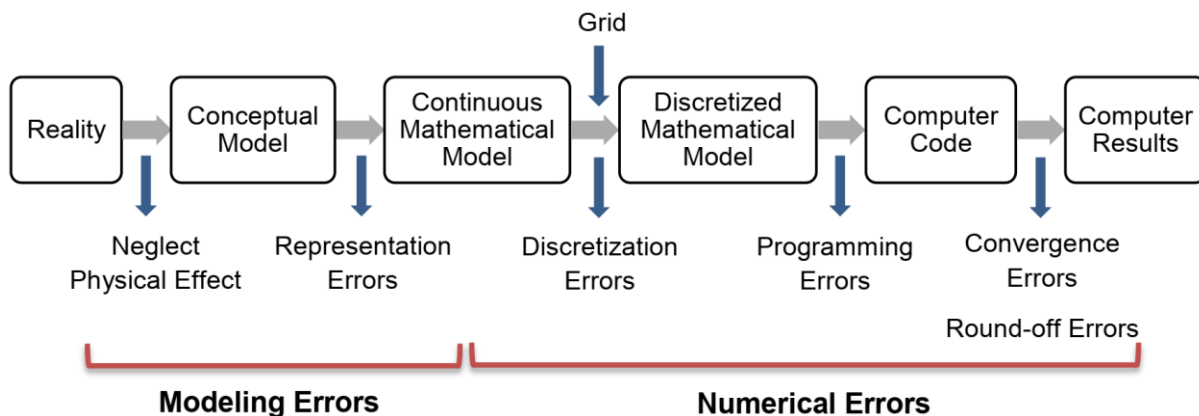 Grid
Reality
Conceptual
Model
Continuous
Mathematical
Model
Discretized
Mathematical
Model
Computer
Code
Computer
Results
Neglect
Physical Effect
Representation
Errors
Discretization
Errors
Programming
Errors
Convergence
Errors
Round-off Errors
Modeling Errors
Numerical Errors